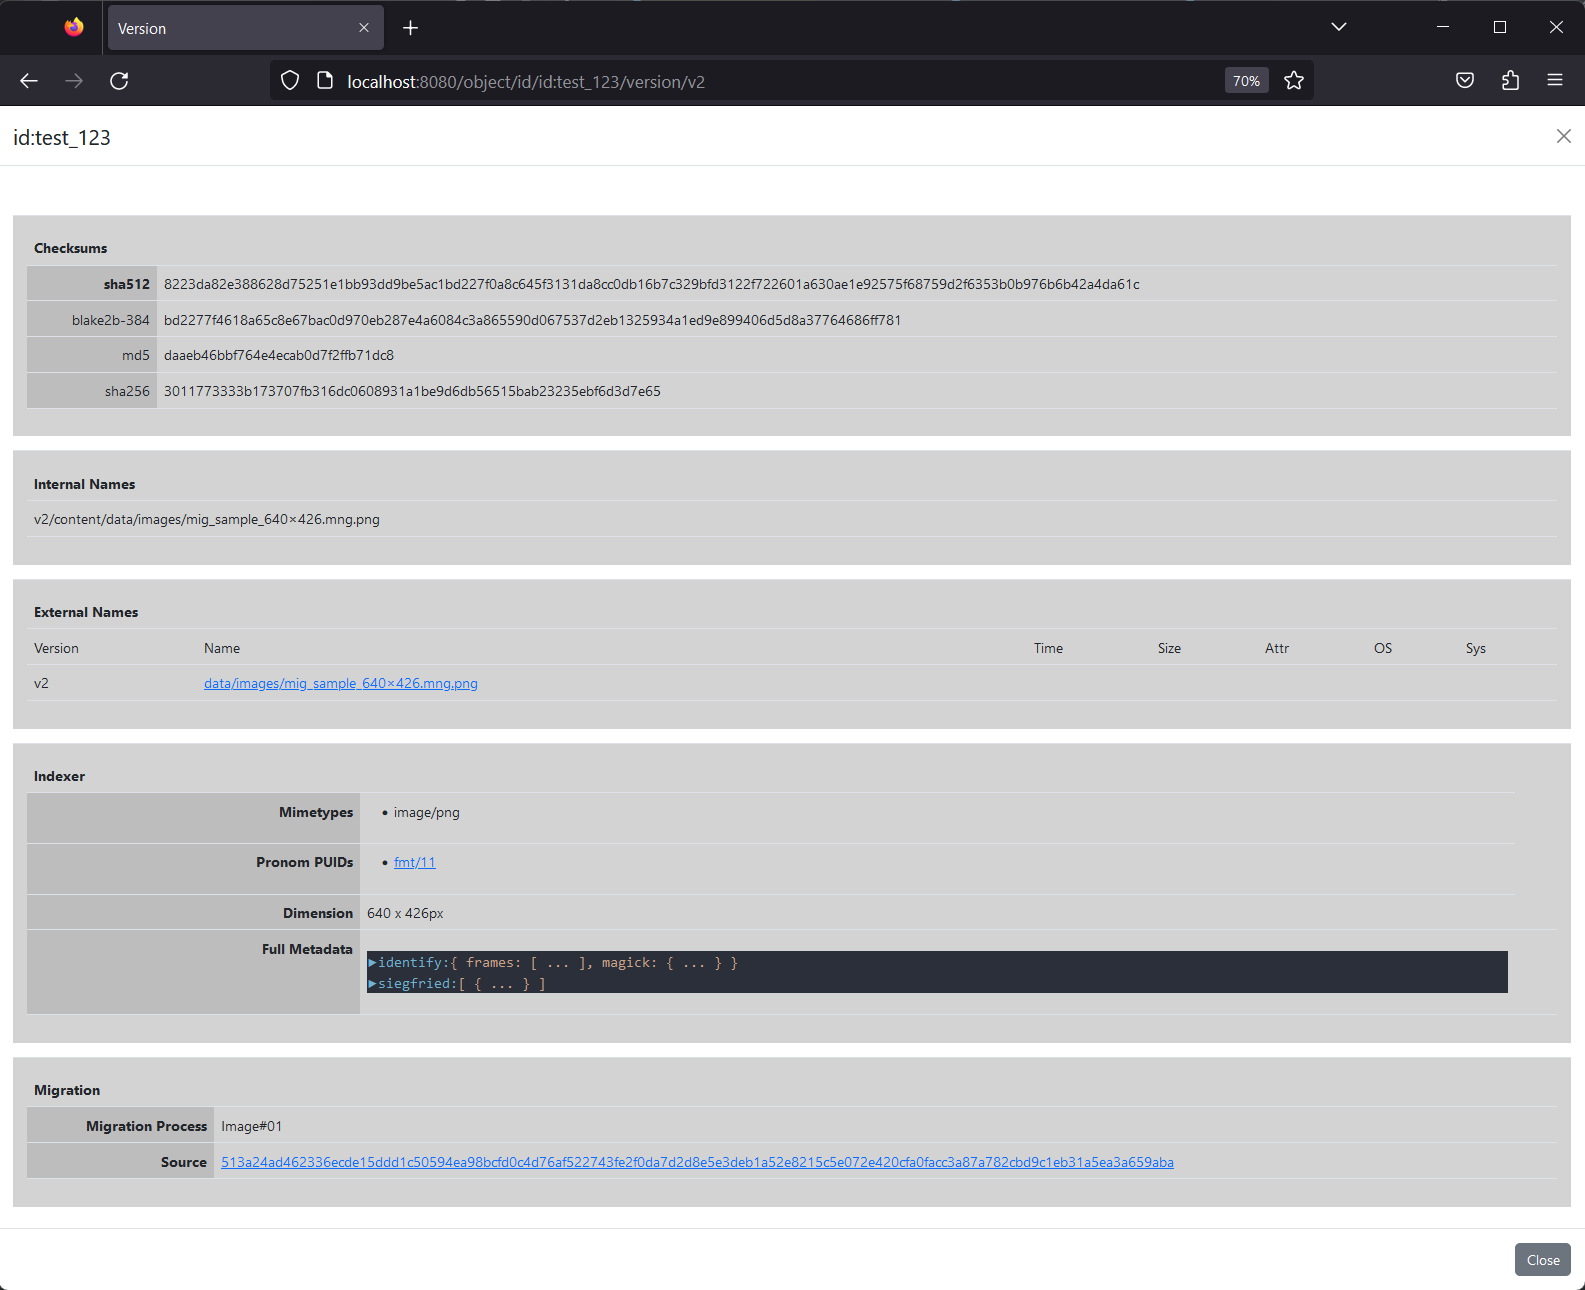 Version
localhost:8080/object/id/id:test_123/version/v2
70%
id:test_123
Checksums
sha512 8223da82e388628d75251e1bb93dd9be5ac1bd227f0a8c645f3131da8cc0db16b7c329bfd3122f722601a630ae1e92575f68759d2f6353b0b976b6b42a4da61c
blake2b-384 bd2277f4618a65c8e67bac0d970eb287e4a6084c3a865590d067537d2eb1325934a1ed9e899406d5d8a37764686ff781
md5 daaeb46bbf764e4ecab0d7f2ffb71dc8
sha256 3011773333b173707fb316dc0608931a1be9d6db56515bab23235ebf6d3d7e65
Internal Names
v2/content/data/images/mig_sample_640×426.mng.png
External Names
Version Name Time Size Attr OS Sys
v2 data/images/mig_sample_640×426.mng.png
Indexer
Mimetypes • image/png
Pronom PUIDs • fmt/11
Dimension 640 x 426px
Full Metadata
▶identify:{ frames: [ ... ], magick: { ... } }
▶siegfried:[ { ... } ]
Migration
Migration Process Image#01
Source 513a24ad462336ecde15ddd1c50594ea98bcfd0c4d76af522743fe2f0da7d2d8e5e3deb1a52e8215c5e072e420cfa0facc3a87a782cbd9c1eb31a5ea3a659aba
Close